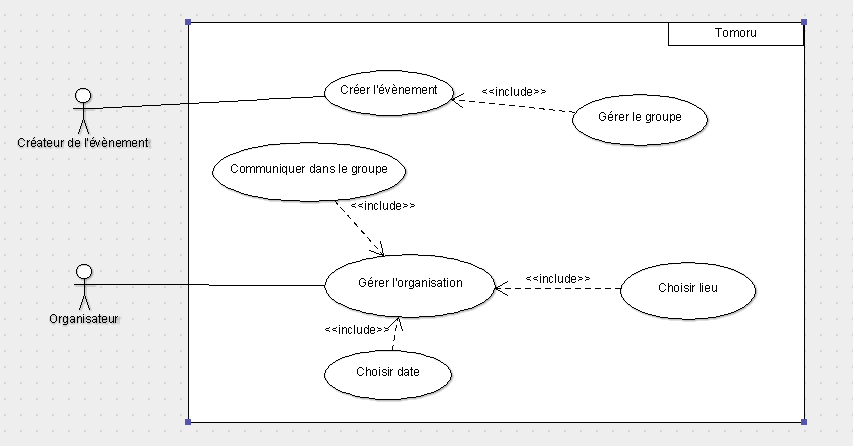 Tomoru
Créer l'évènement
<<include>>
Gérer le groupe
Créateur de l'évènement
Communiquer dans le groupe
<<include>>
Gérer l'organisation
<<include>>
Choisir lieu
Organisateur
<<include>>
Choisir date